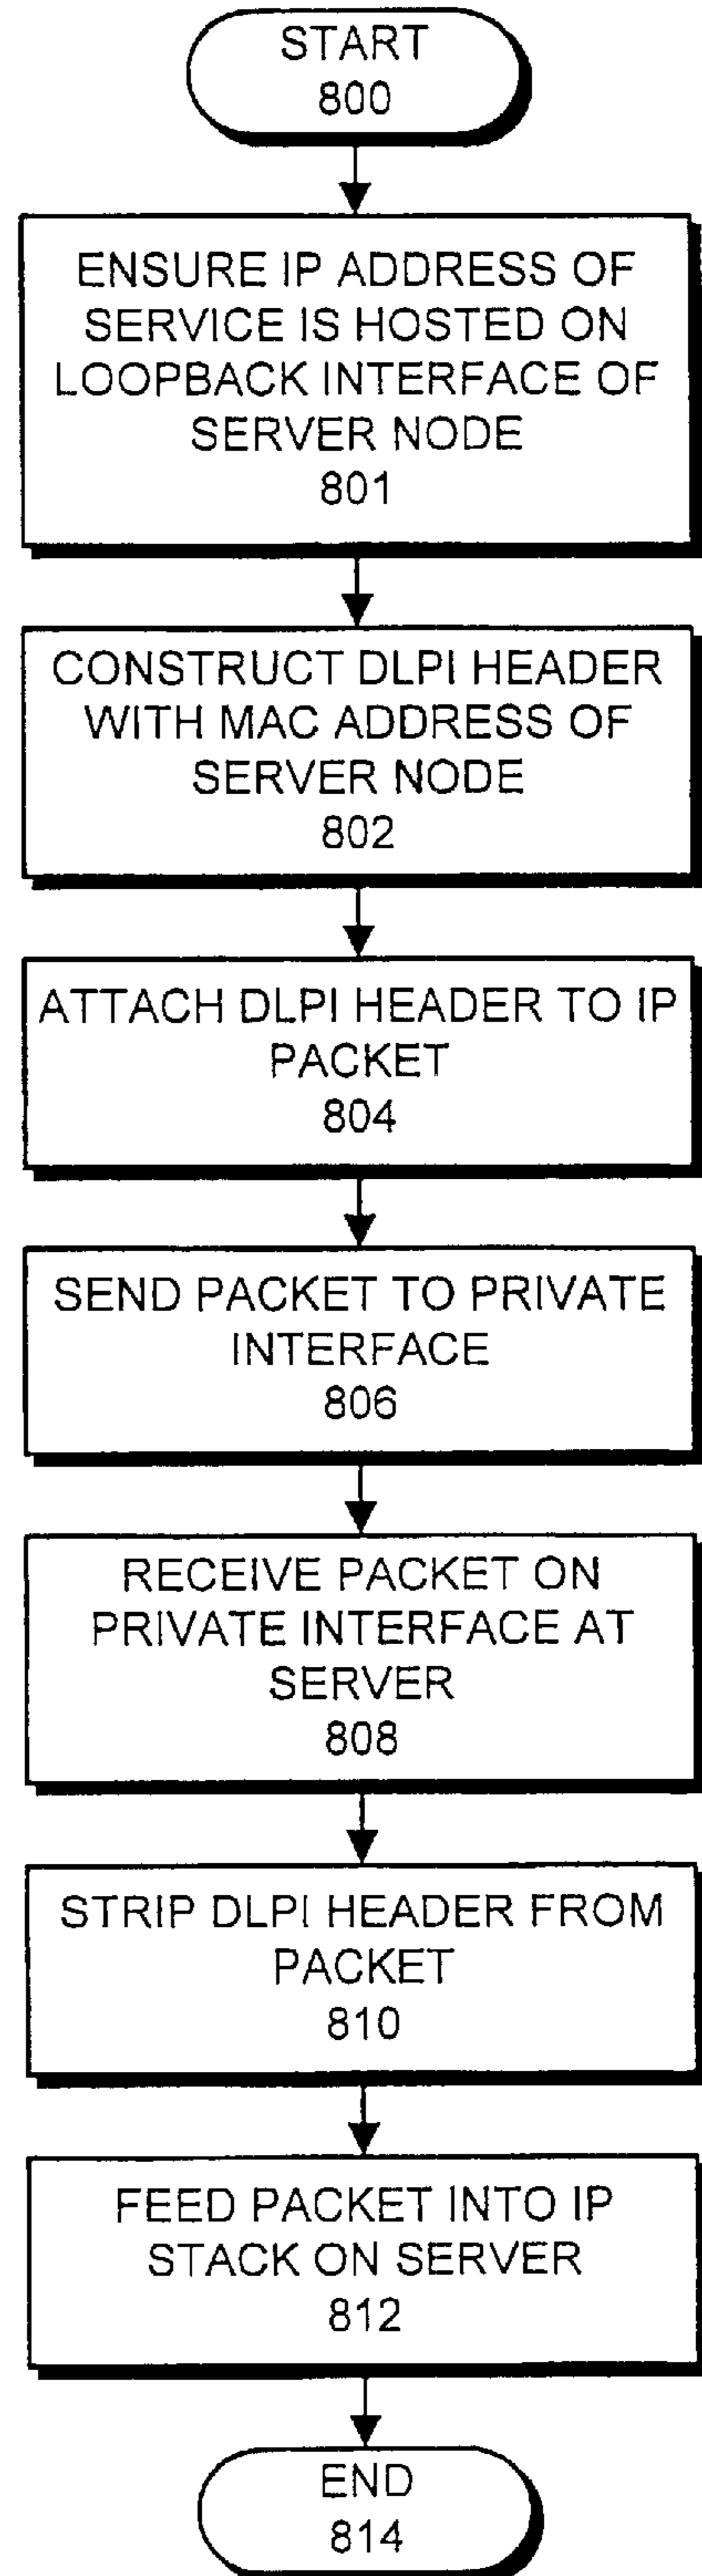 START
800
ENSURE IP ADDRESS OF
SERVICE IS HOSTED ON
LOOPBACK INTERFACE OF
SERVER NODE
801
CONSTRUCT DLPI HEADER
WITH MAC ADDRESS OF
SERVER NODE
802
ATTACH DLPI HEADER TO IP
PACKET
804
SEND PACKET TO PRIVATE
INTERFACE
806
RECEIVE PACKET ON
PRIVATE INTERFACE AT
SERVER
808
STRIP DLPI HEADER FROM
PACKET
810
FEED PACKET INTO IP
STACK ON SERVER
812
END
814